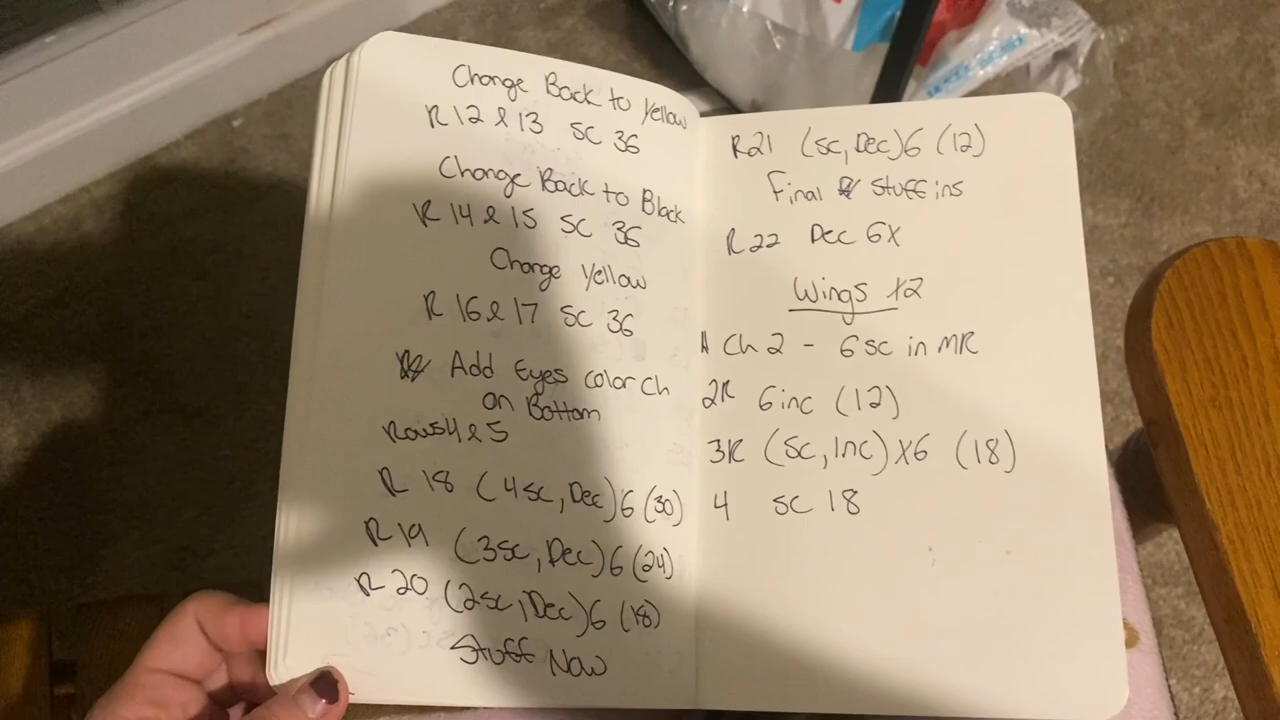 Change Back to Yellow
R 12 & 13 SC 36
Change Back to Black
R 14 & 15 SC 36
Change Yellow
R 16 & 17 SC 36
Add Eyes color ch
on Bottom
Rows 4 & 5
R 18 (4sc, Dec) 6 (30)
R 19 (3sc, Dec) 6 (24)
R 20 (2sc, Dec) 6 (18)
Stuff Now
R21 (sc, Dec) 6 (12)
Final stuffins
R22 Dec 6X
Wings x2
Ch 2 - 6 sc in MR
2R 6inc (12)
3R (sc, Inc) X6 (18)
4 SC 18